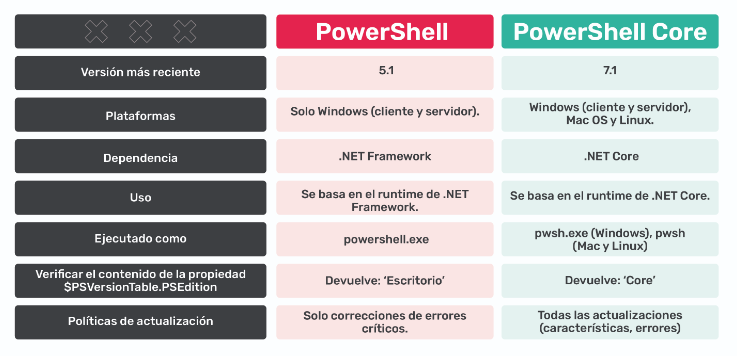 PowerShell
PowerShell Core
Versión más reciente
5.1
7.1
Plataformas
Solo Windows (cliente y servidor).
Windows (cliente y servidor),
Mac OS y Linux.
Dependencia
.NET Framework
.NET Core
Uso
Se basa en el runtime de .NET
Framework.
Se basa en el runtime de .NET Core.
Ejecutado como
powershell.exe
pwsh.exe (Windows), pwsh
(Mac y Linux)
Verificar el contenido de la propiedad
$PSVersionTable.PSEdition
Devuelve: ‘Escritorio’
Devuelve: ‘Core’
Políticas de actualización
Solo correcciones de errores
críticos.
Todas las actualizaciones
(características, errores)